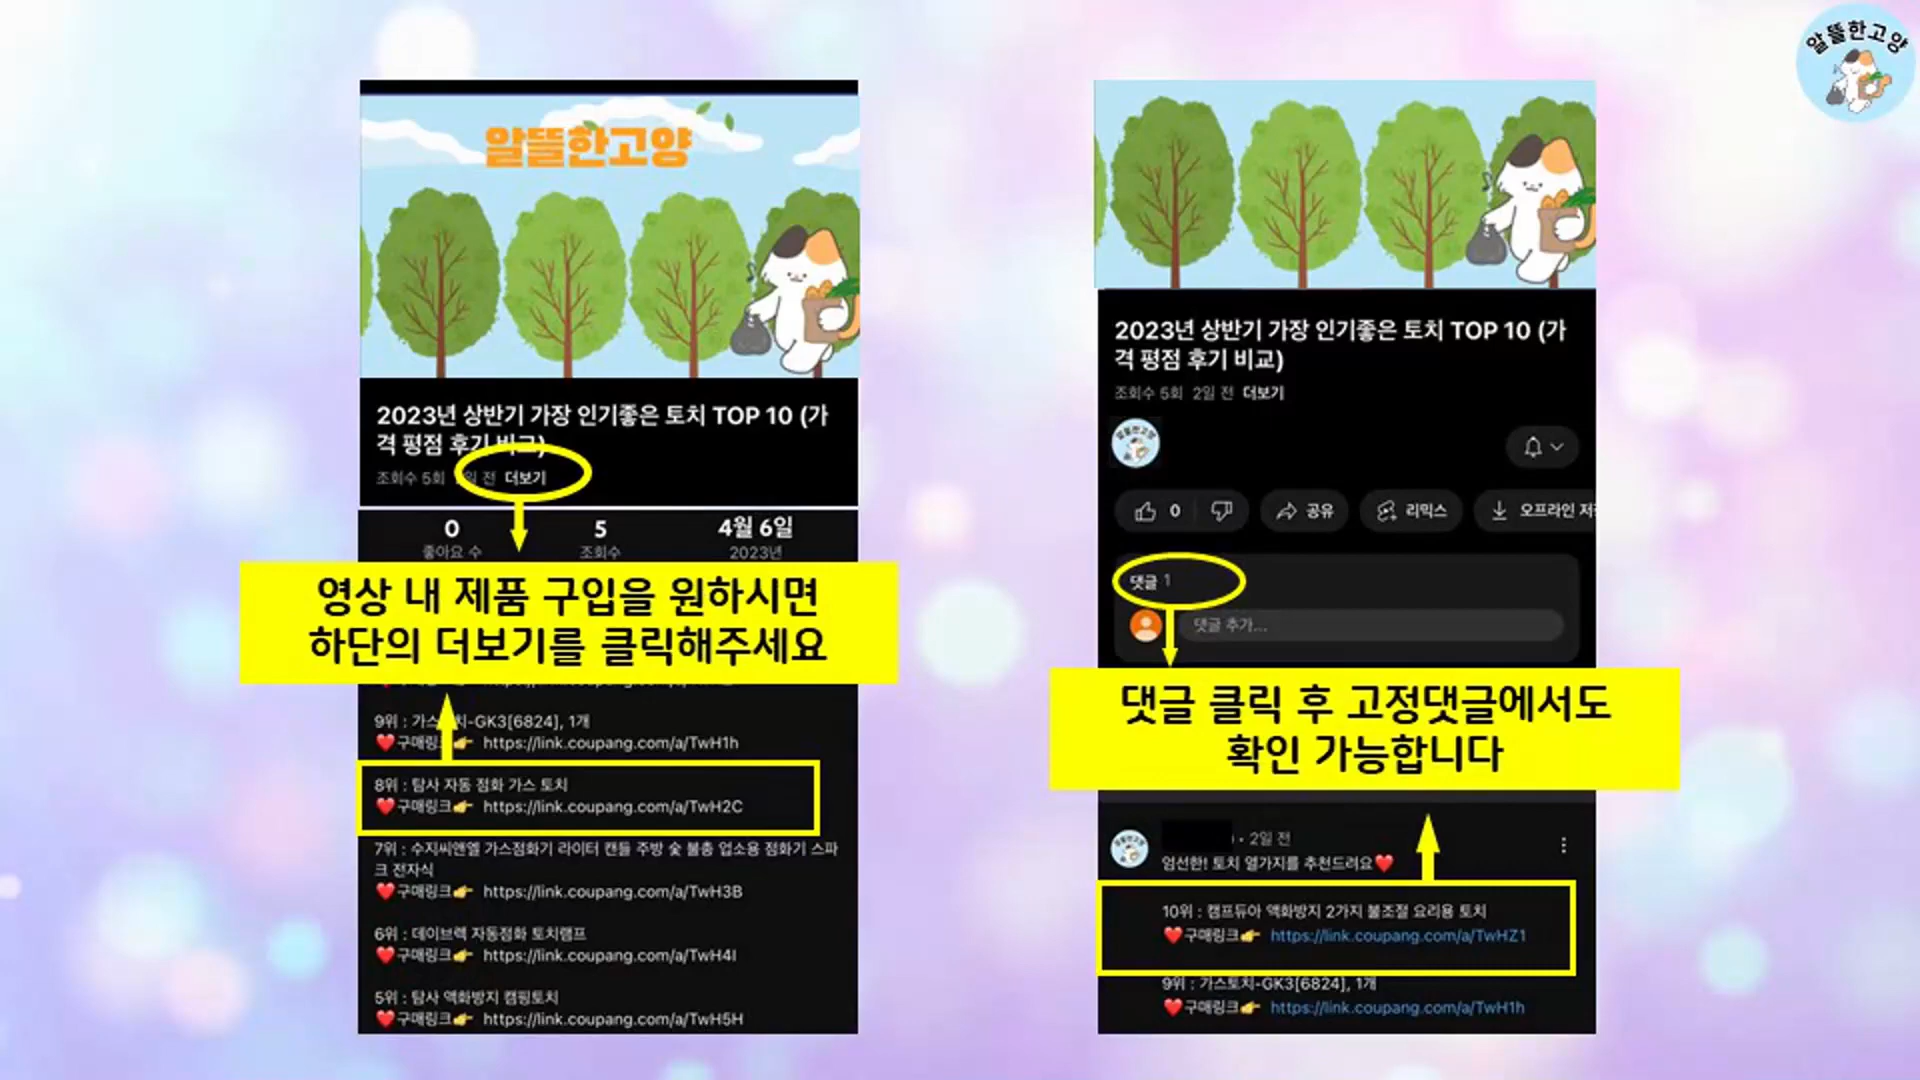 알뜰한고양
알뜰한고양
2023년 상반기 가장 인기좋은 토치 TOP 10 (가
격 평점 후기 비교)
조회수 5회 일 전 더보기
0 5 4월 6일
좋아요 수 조회수 2023년
영상 내 제품 구입을 원하시면
하단의 더보기를 클릭해주세요
9위 : 가스토치-GK3[6824], 1개
❤️구매링크👉 https://link.coupang.com/a/TwH1h
8위 : 탐사 자동 점화 가스 토치
❤️구매링크👉 https://link.coupang.com/a/TwH2C
7위 : 수지씨앤엘 가스점화기 라이터 캔들 주방 숯 불총 업소용 점화기 스파
크 전자식
❤️구매링크👉 https://link.coupang.com/a/TwH3B
6위 : 데이브렉 자동점화 토치램프
❤️구매링크👉 https://link.coupang.com/a/TwH4I
5위 : 탐사 액화방지 캠핑토치
❤️구매링크👉 https://link.coupang.com/a/TwH5H
2023년 상반기 가장 인기좋은 토치 TOP 10 (가
격 평점 후기 비교)
조회수 5회 2일 전 더보기
알뜰한고양
0 공유 리믹스 오프라인 저
댓글 1
댓글 추가...
댓글 클릭 후 고정댓글에서도
확인 가능합니다
• 2일 전
엄선한! 토치 열가지를 추천드려요❤️
10위 : 캠프듀아 액화방지 2가지 불조절 요리용 토치
❤️구매링크👉 https://link.coupang.com/a/TwHZ1
9위 : 가스토치-GK3[6824], 1개
❤️구매링크👉 https://link.coupang.com/a/TwH1h